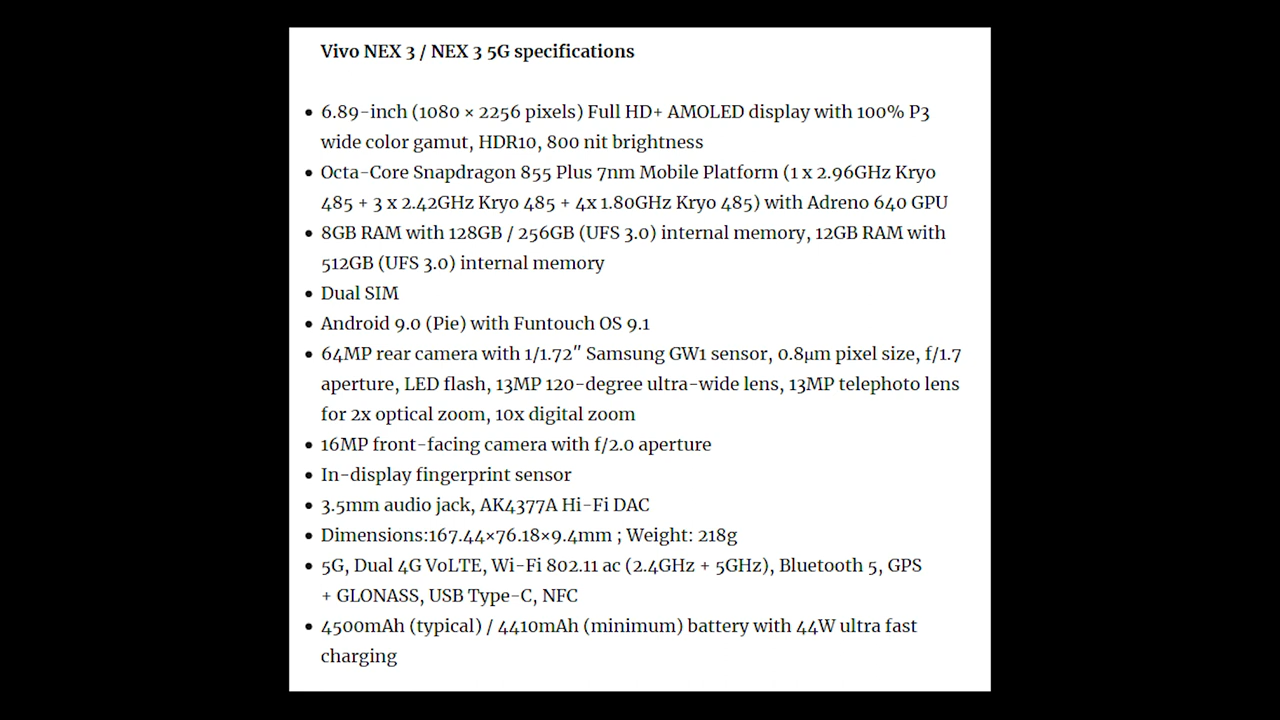 Vivo NEX 3 / NEX 3 5G specifications
• 6.89-inch (1080 × 2256 pixels) Full HD+ AMOLED display with 100% P3
wide color gamut, HDR10, 800 nit brightness
• Octa-Core Snapdragon 855 Plus 7nm Mobile Platform (1 x 2.96GHz Kryo
485 + 3 x 2.42GHz Kryo 485 + 4x 1.80GHz Kryo 485) with Adreno 640 GPU
• 8GB RAM with 128GB / 256GB (UFS 3.0) internal memory, 12GB RAM with
512GB (UFS 3.0) internal memory
• Dual SIM
• Android 9.0 (Pie) with Funtouch OS 9.1
• 64MP rear camera with 1/1.72″ Samsung GW1 sensor, 0.8μm pixel size, f/1.7
aperture, LED flash, 13MP 120-degree ultra-wide lens, 13MP telephoto lens
for 2x optical zoom, 10x digital zoom
• 16MP front-facing camera with f/2.0 aperture
• In-display fingerprint sensor
• 3.5mm audio jack, AK4377A Hi-Fi DAC
• Dimensions:167.44×76.18×9.4mm ; Weight: 218g
• 5G, Dual 4G VoLTE, Wi-Fi 802.11 ac (2.4GHz + 5GHz), Bluetooth 5, GPS
+ GLONASS, USB Type-C, NFC
• 4500mAh (typical) / 4410mAh (minimum) battery with 44W ultra fast
charging